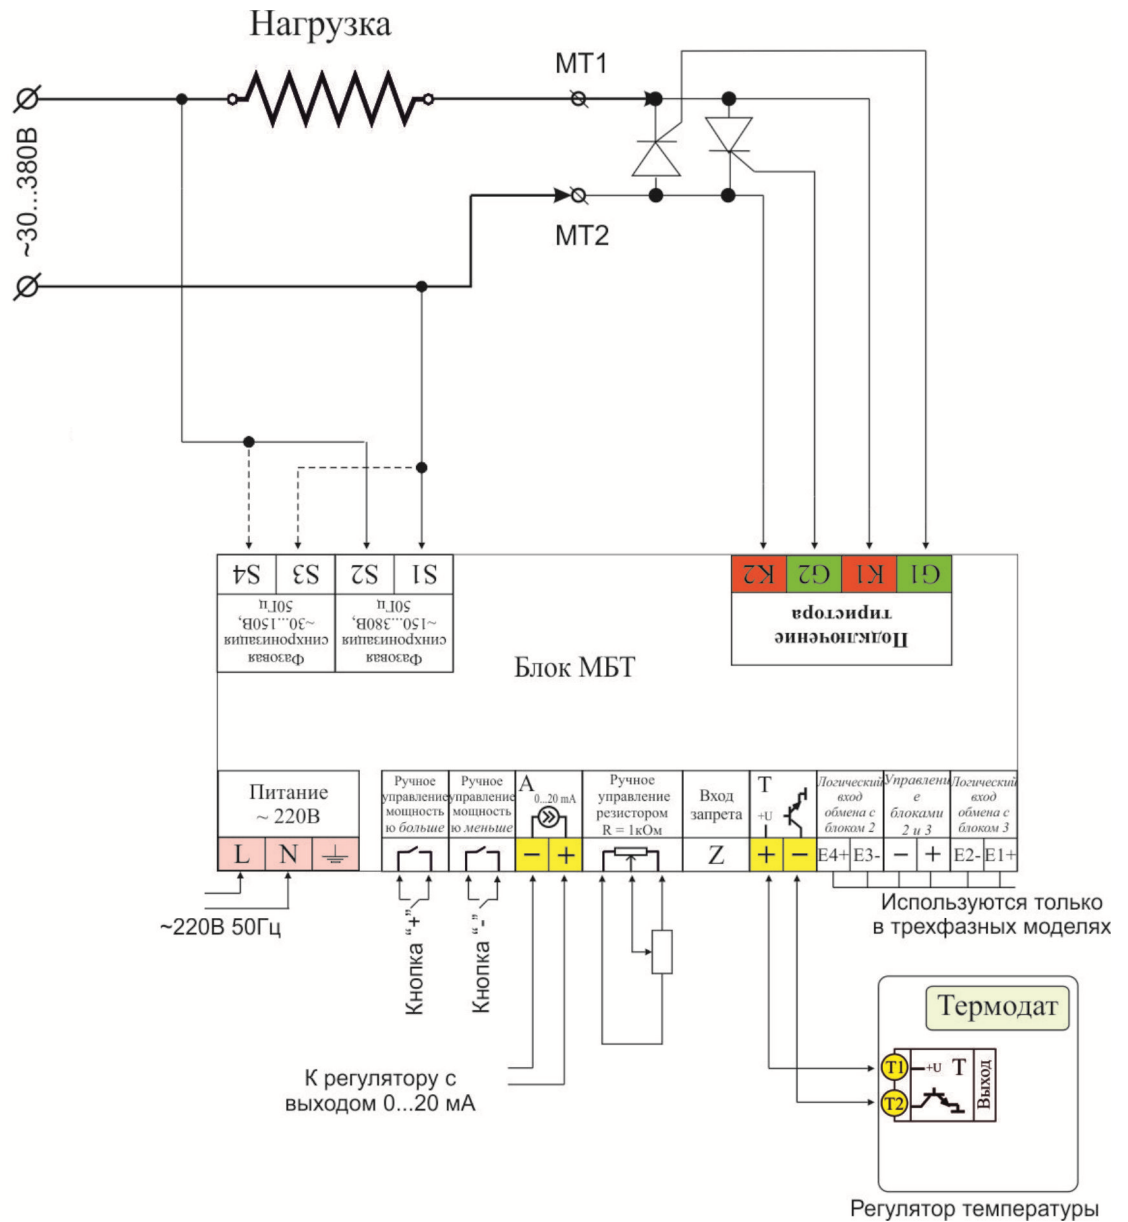 Нагрузка
МТ1
~30...380В
МТ2
S4
S3
S2
S1
Фазовая
синхронизация
~30...150В,
50Гц
Фазовая
синхронизация
~150...380В,
50Гц
K2
G2
K1
G1
Подключение
тиристора
Блок МБТ
Питание
~ 220В
L
N
Ручное
управление
мощность
ю больше
Ручное
управление
мощность
ю меньше
A
0...20 mA
− +
Ручное
управление
резистором
R = 1кОм
Вход
запрета
Z
T
+U
+ −
Логический
вход
обмена с
блоком 2
E4+ E3-
Управлени
е
блоками
2 и 3
− +
Логический
вход
обмена с
блоком 3
E2- E1+
~220В 50Гц
Кнопка “+”
Кнопка “-”
Используются только
в трехфазных моделях
К регулятору с
выходом 0...20 мА
Термодат
T1
+U T
T2
Выход
Регулятор температуры